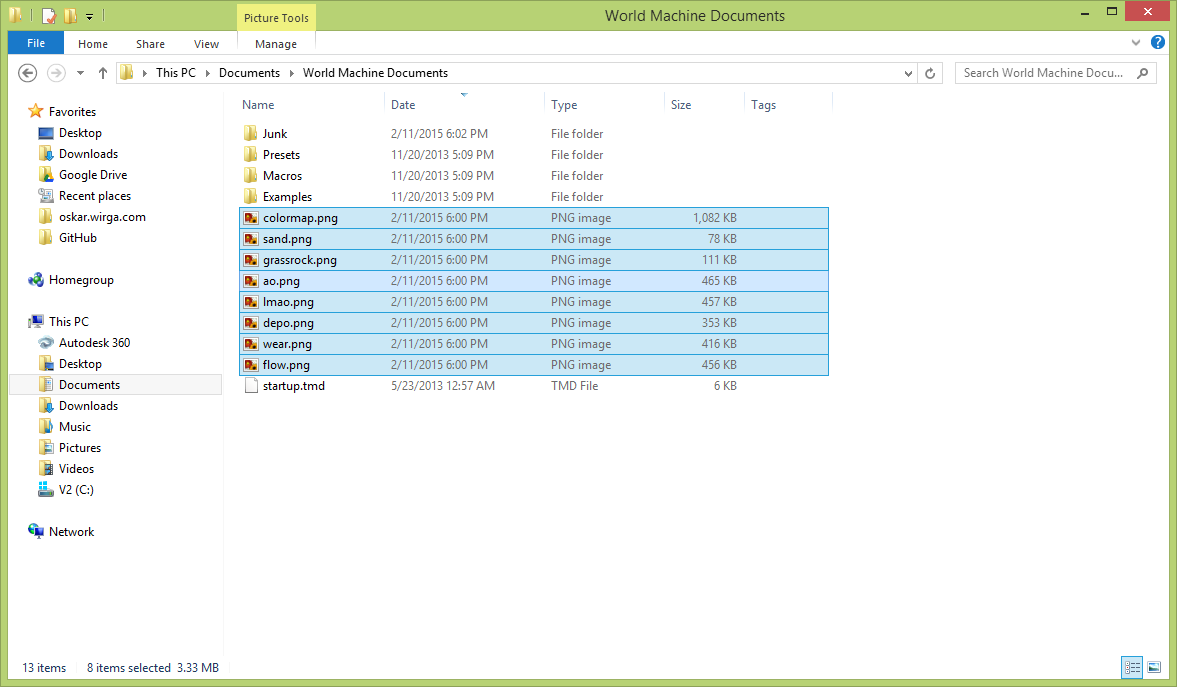 Picture Tools World Machine Documents
File Home Share View Manage
This PC Documents World Machine Documents Search World Machine Docu...
Name Date Type Size Tags
Favorites
Desktop
Downloads
Google Drive
Recent places
oskar.wirga.com
GitHub
Homegroup
This PC
Autodesk 360
Desktop
Documents
Downloads
Music
Pictures
Videos
V2 (C:)
Network
Junk 2/11/2015 6:02 PM File folder
Presets 11/20/2013 5:09 PM File folder
Macros 11/20/2013 5:09 PM File folder
Examples 11/20/2013 5:09 PM File folder
colormap.png 2/11/2015 6:00 PM PNG image 1,082 KB
sand.png 2/11/2015 6:00 PM PNG image 78 KB
grassrock.png 2/11/2015 6:00 PM PNG image 111 KB
ao.png 2/11/2015 6:00 PM PNG image 465 KB
lmao.png 2/11/2015 6:00 PM PNG image 457 KB
depo.png 2/11/2015 6:00 PM PNG image 353 KB
wear.png 2/11/2015 6:00 PM PNG image 416 KB
flow.png 2/11/2015 6:00 PM PNG image 456 KB
startup.tmd 5/23/2013 12:57 AM TMD File 6 KB
13 items 8 items selected 3.33 MB